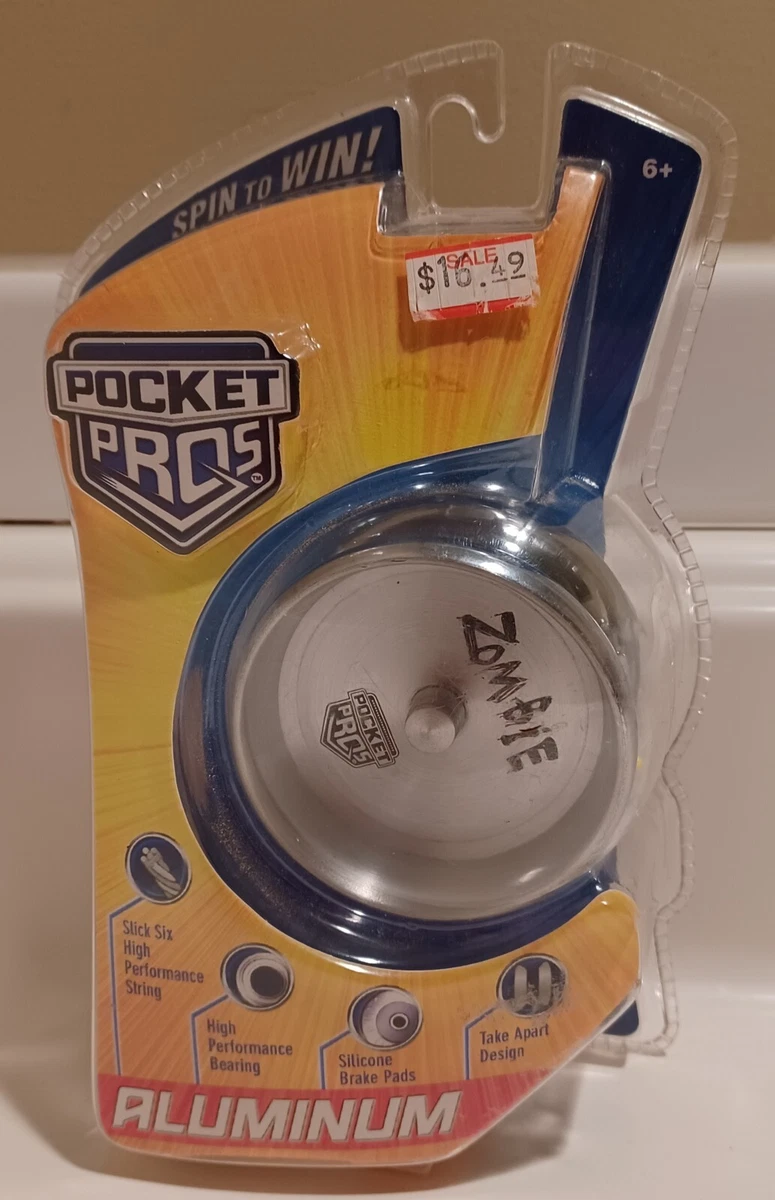 SPIN TO WIN!
6+
SALE
$16.49
POCKET
PROS
TM
ZOMBIE
POCKET
PROS
Slick Six
High
Performance
String
High
Performance
Bearing
Silicone
Brake Pads
Take Apart
Design
ALUMINUM